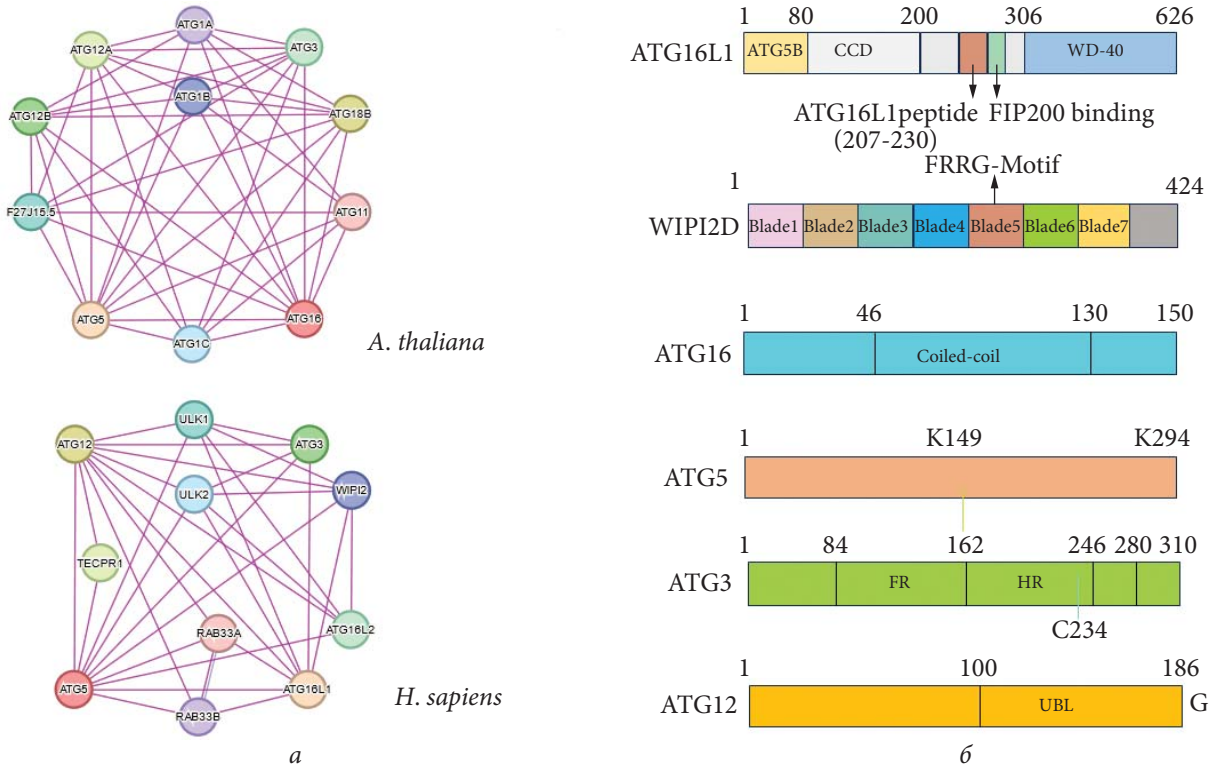 ATG1A
ATG12A
ATG3
ATG1B
ATG12B
ATG18B
F27J15.5
ATG11
ATG5
ATG16
ATG1C
A. thaliana
ULK1
ATG12
ATG3
ULK2
WIPI2
TECPR1
RAB33A
ATG16L2
ATG5
ATG16L1
RAB33B
H. sapiens
а
1 80 200 306 626
ATG16L1 ATG5B CCD WD-40
ATG16L1peptide FIP200 binding
(207-230)
FRRG-Motif
1 424
WIPI2D Blade1 Blade2 Blade3 Blade4 Blade5 Blade6 Blade7
1 46 130 150
ATG16 Coiled-coil
1 K149 K294
ATG5
1 84 162 246 280 310
ATG3 FR HR
C234
1 100 186
ATG12 UBL G
б